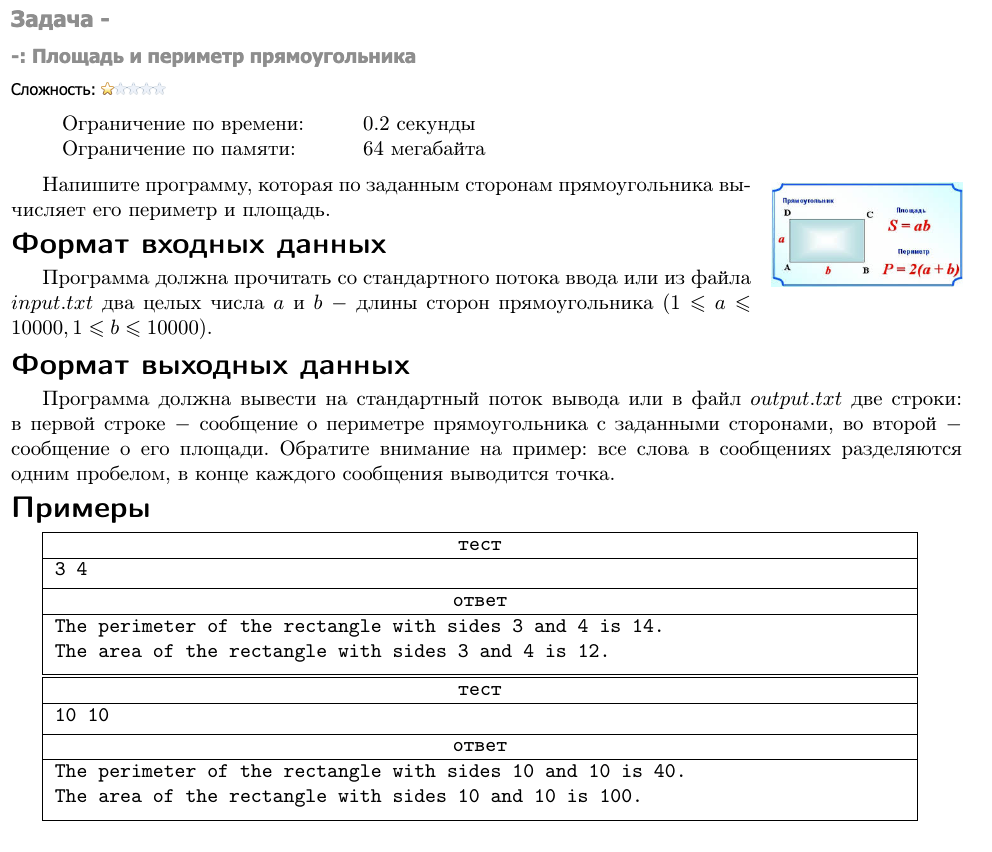 Задача -
-: Площадь и периметр прямоугольника
Сложность:
Ограничение по времени: 0.2 секунды
Ограничение по памяти: 64 мегабайта
Напишите программу, которая по заданным сторонам прямоугольника вы-
числяет его периметр и площадь.
Прямоугольник
D
C
a
A
b
B
Площадь
S = ab
Периметр
P = 2(a + b)
Формат входных данных
Программа должна прочитать со стандартного потока ввода или из файла
input.txt два целых числа a и b − длины сторон прямоугольника (1 ⩽ a ⩽
10000, 1 ⩽ b ⩽ 10000).
Формат выходных данных
Программа должна вывести на стандартный поток вывода или в файл output.txt две строки:
в первой строке − сообщение о периметре прямоугольника с заданными сторонами, во второй −
сообщение о его площади. Обратите внимание на пример: все слова в сообщениях разделяются
одним пробелом, в конце каждого сообщения выводится точка.
Примеры
тест
3 4
ответ
The perimeter of the rectangle with sides 3 and 4 is 14.
The area of the rectangle with sides 3 and 4 is 12.
тест
10 10
ответ
The perimeter of the rectangle with sides 10 and 10 is 40.
The area of the rectangle with sides 10 and 10 is 100.